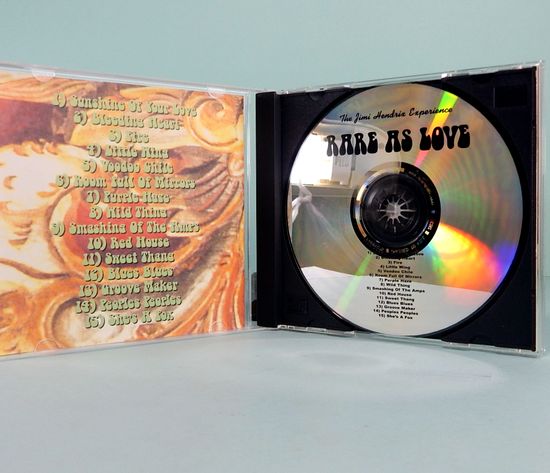 1) Sunshine Of Your Love
2) Bleeding Heart
3) Fire
4) Little Wing
5) Voodoo Chile
6) Room Full Of Mirrors
7) Purple Haze
8) Wild Thing
9) Smashing Of The Amps
10) Red House
11) Sweet Thang
12) Blues Blues
13) Groove Maker
14) Peoples Peoples
15) She's A Fox
The Jimi Hendrix Experience
RARE AS LOVE
3) Fire
4) Little Wing
5) Voodoo Chile
6) Room Full Of Mirrors
7) Purple Haze
8) Wild Thing
9) Smashing Of The Amps
10) Red House
11) Sweet Thang
12) Blues Blues
13) Groove Maker
14) Peoples Peoples
15) She's A Fox